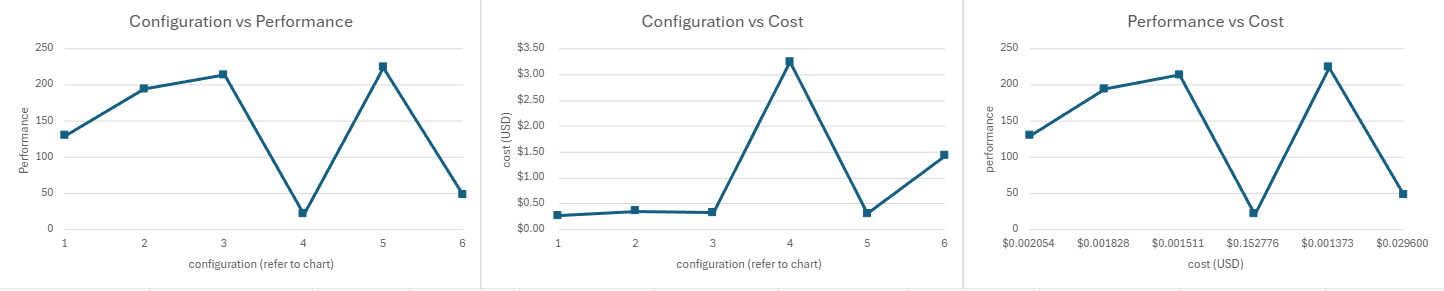 Configuration vs Performance
250
200
150
100
50
0
Performance
1 2 3 4 5 6
configuration (refer to chart)
Configuration vs Cost
$3.50
$3.00
$2.50
$2.00
$1.50
$1.00
$0.50
$0.00
cost (USD)
1 2 3 4 5 6
configuration (refer to chart)
Performance vs Cost
250
200
150
100
50
0
performance
$0.002054 $0.001828 $0.001511 $0.152776 $0.001373 $0.029600
cost (USD)